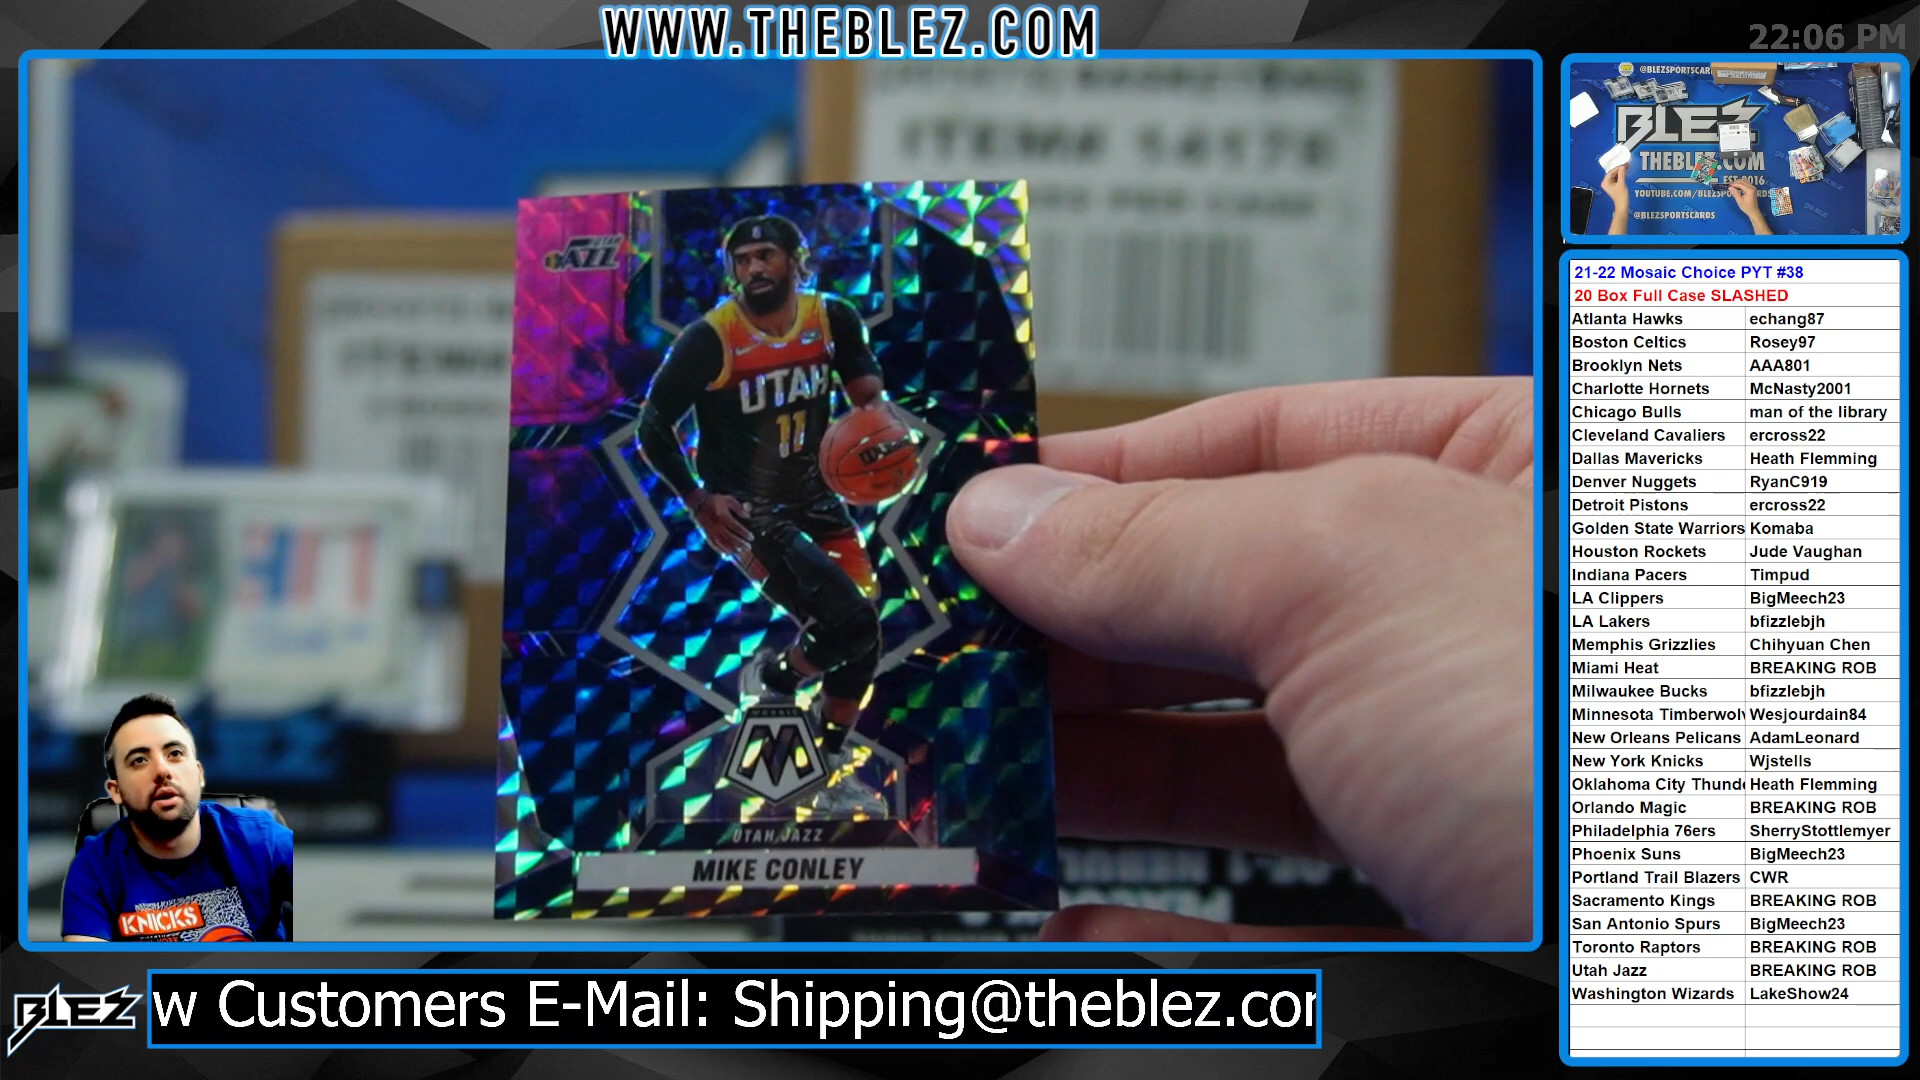 WWW.THEBLEZ.COM
22:06 PM
@BLEZSPORTSCAR
BLEZ
THEBLEZ.COM
EST 2016
YOUTUBE.COM/BLEZSPORTSCARDS
@BLEZSPORTSCARDS
ITEM# 14176
UTAH
JAZZ
UTAH
11
MOSAIC
M
UTAH JAZZ
MIKE CONLEY
KNICKS
21-22 Mosaic Choice PYT #38
20 Box Full Case SLASHED
Atlanta Hawks echang87
Boston Celtics Rosey97
Brooklyn Nets AAA801
Charlotte Hornets McNasty2001
Chicago Bulls man of the library
Cleveland Cavaliers ercross22
Dallas Mavericks Heath Flemming
Denver Nuggets RyanC919
Detroit Pistons ercross22
Golden State Warriors Komaba
Houston Rockets Jude Vaughan
Indiana Pacers Timpud
LA Clippers BigMeech23
LA Lakers bfizzlebjh
Memphis Grizzlies Chihyuan Chen
Miami Heat BREAKING ROB
Milwaukee Bucks bfizzlebjh
Minnesota Timberwolv Wesjourdain84
New Orleans Pelicans AdamLeonard
New York Knicks Wjstells
Oklahoma City Thunde Heath Flemming
Orlando Magic BREAKING ROB
Philadelphia 76ers SherryStottlemyer
Phoenix Suns BigMeech23
Portland Trail Blazers CWR
Sacramento Kings BREAKING ROB
San Antonio Spurs BigMeech23
Toronto Raptors BREAKING ROB
Utah Jazz BREAKING ROB
Washington Wizards LakeShow24
BLEZ
w Customers E-Mail: Shipping@theblez.com